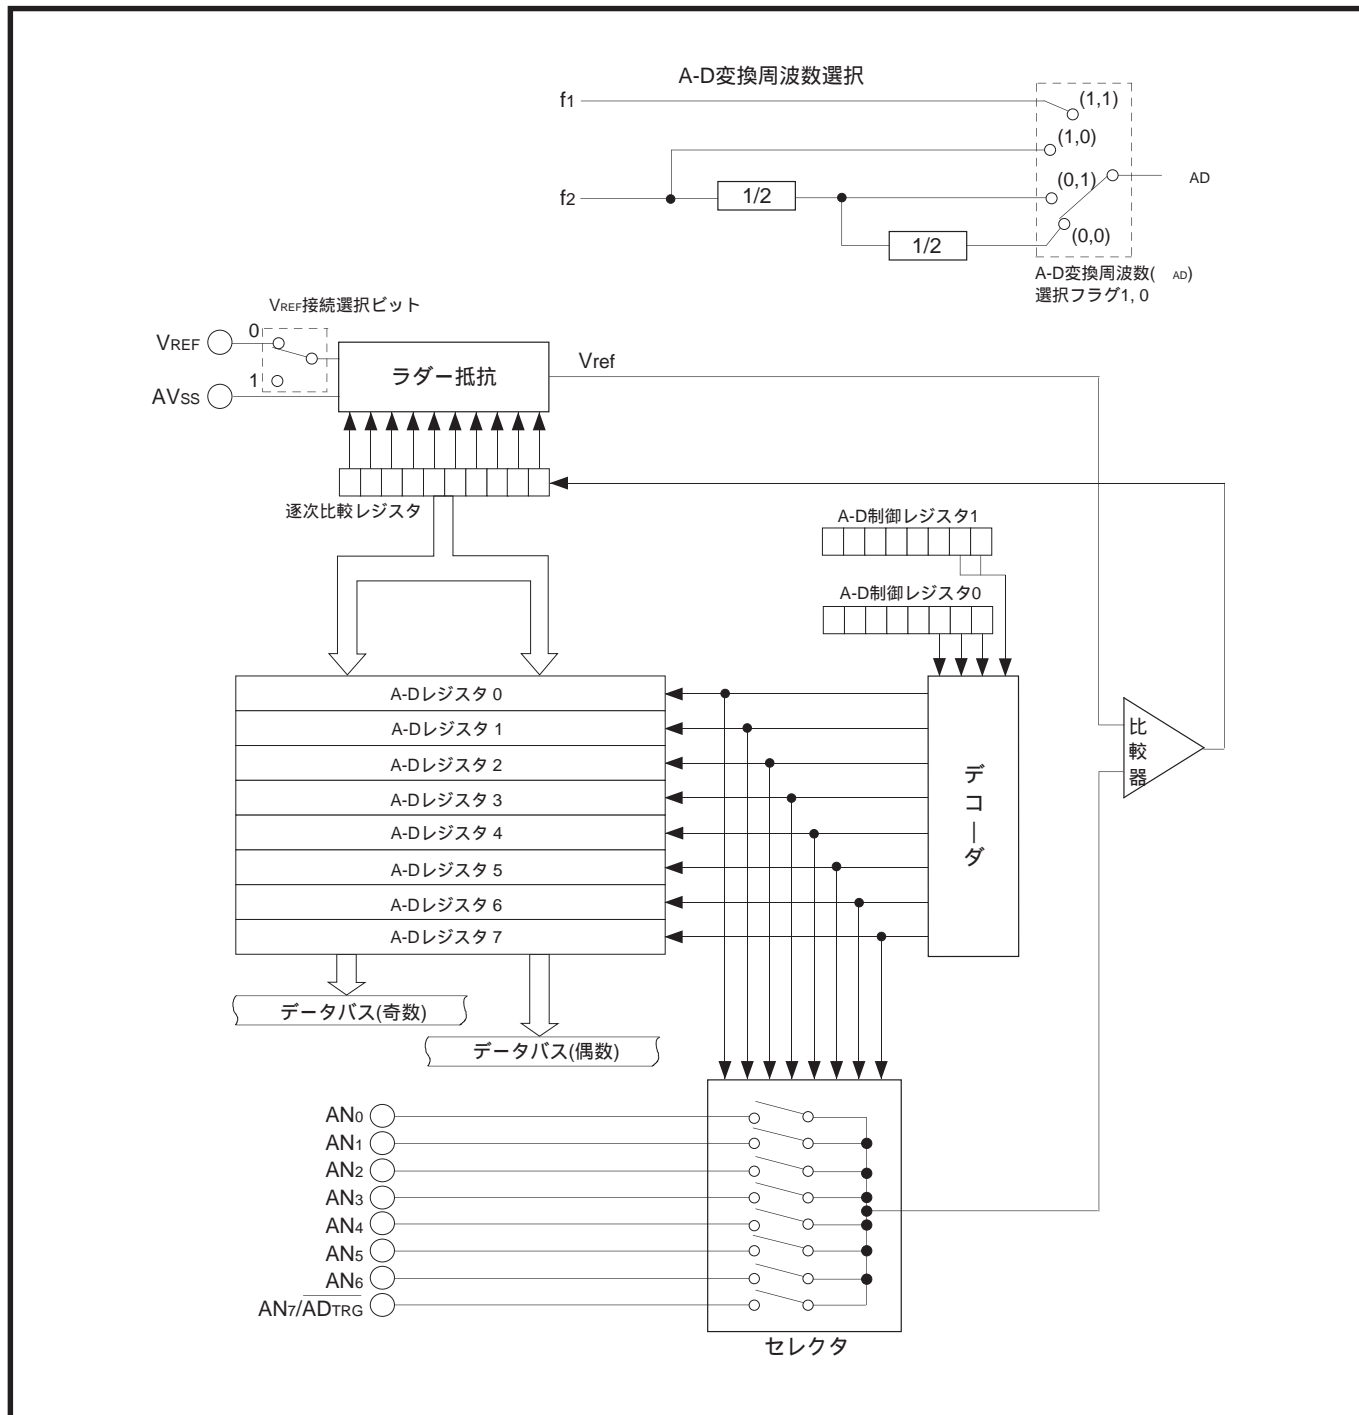 A-D変換周波数選択
f1
(1,1)
(1,0)
f2
1/2
(0,1)
AD
1/2
(0,0)
A-D変換周波数( AD)
選択フラグ1, 0
VREF接続選択ビット
VREF
0
1
AVSS
ラダー抵抗
Vref
逐次比較レジスタ
A-D制御レジスタ1
A-D制御レジスタ0
A-Dレジスタ 0
A-Dレジスタ 1
A-Dレジスタ 2
A-Dレジスタ 3
A-Dレジスタ 4
A-Dレジスタ 5
A-Dレジスタ 6
A-Dレジスタ 7
デコーダ
比較器
データバス(奇数)
データバス(偶数)
AN0
AN1
AN2
AN3
AN4
AN5
AN6
AN7/ADTRG
セレクタ